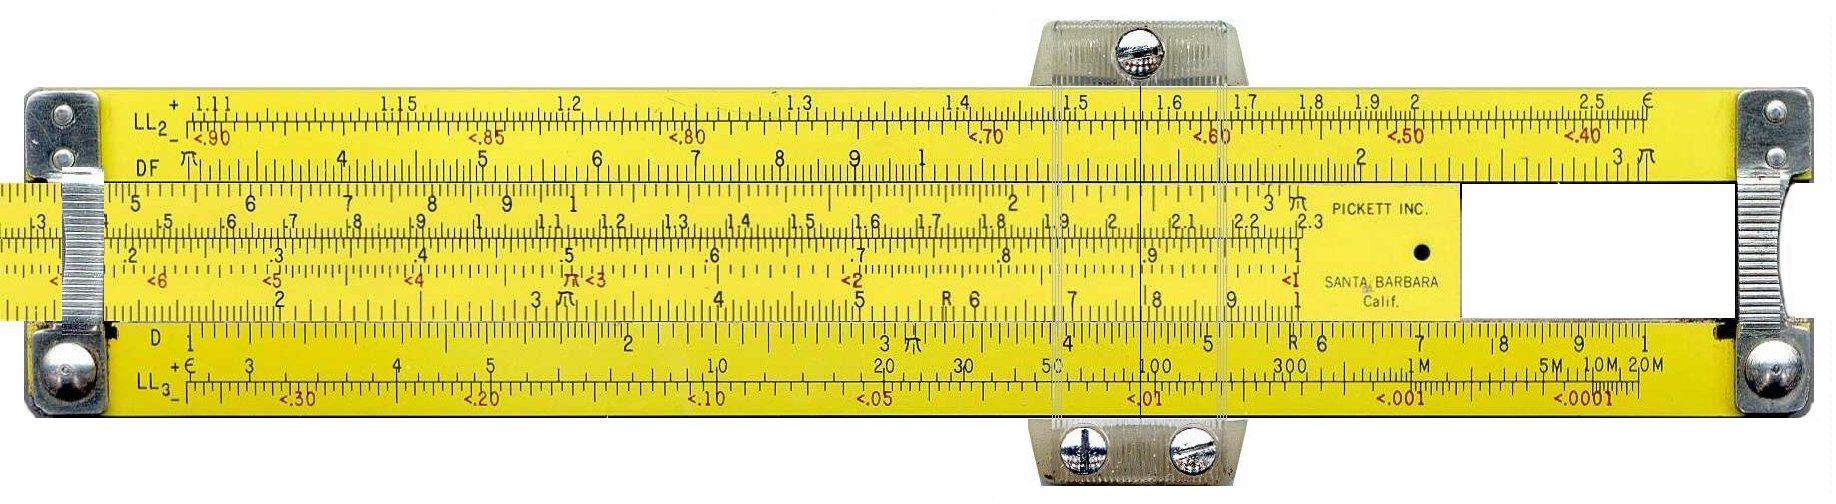 + 1.11 1.15 1.2 1.3 1.4 1.5 1.6 1.7 1.8 1.9 2 2.5 ϵ
LL2
- <.90 <.85 <.80 <.70 <.60 <.50 <.40
DF π 4 5 6 7 8 9 1 2 3 π
5 6 7 8 9 1 2 3 π
PICKETT INC.
.3 .5 .6 .7 .8 .9 1 1.1 1.2 1.3 1.4 1.5 1.6 1.7 1.8 1.9 2 2.1 2.2 2.3
.2 .3 .4 .5 .6 .7 .8 .9 1
<6 <5 <4 π <3 <2 <1
SANTA BARBARA
Calif.
2 3 π 4 5 R 6 7 8 9 1
D 1 2 3 π 4 5 R 6 7 8 9 1
+ ϵ 3 4 5 10 20 30 50 100 300 1M 5M 10M 20M
LL3
- <.30 <.20 <.10 <.05 <.01 <.001 <.0001